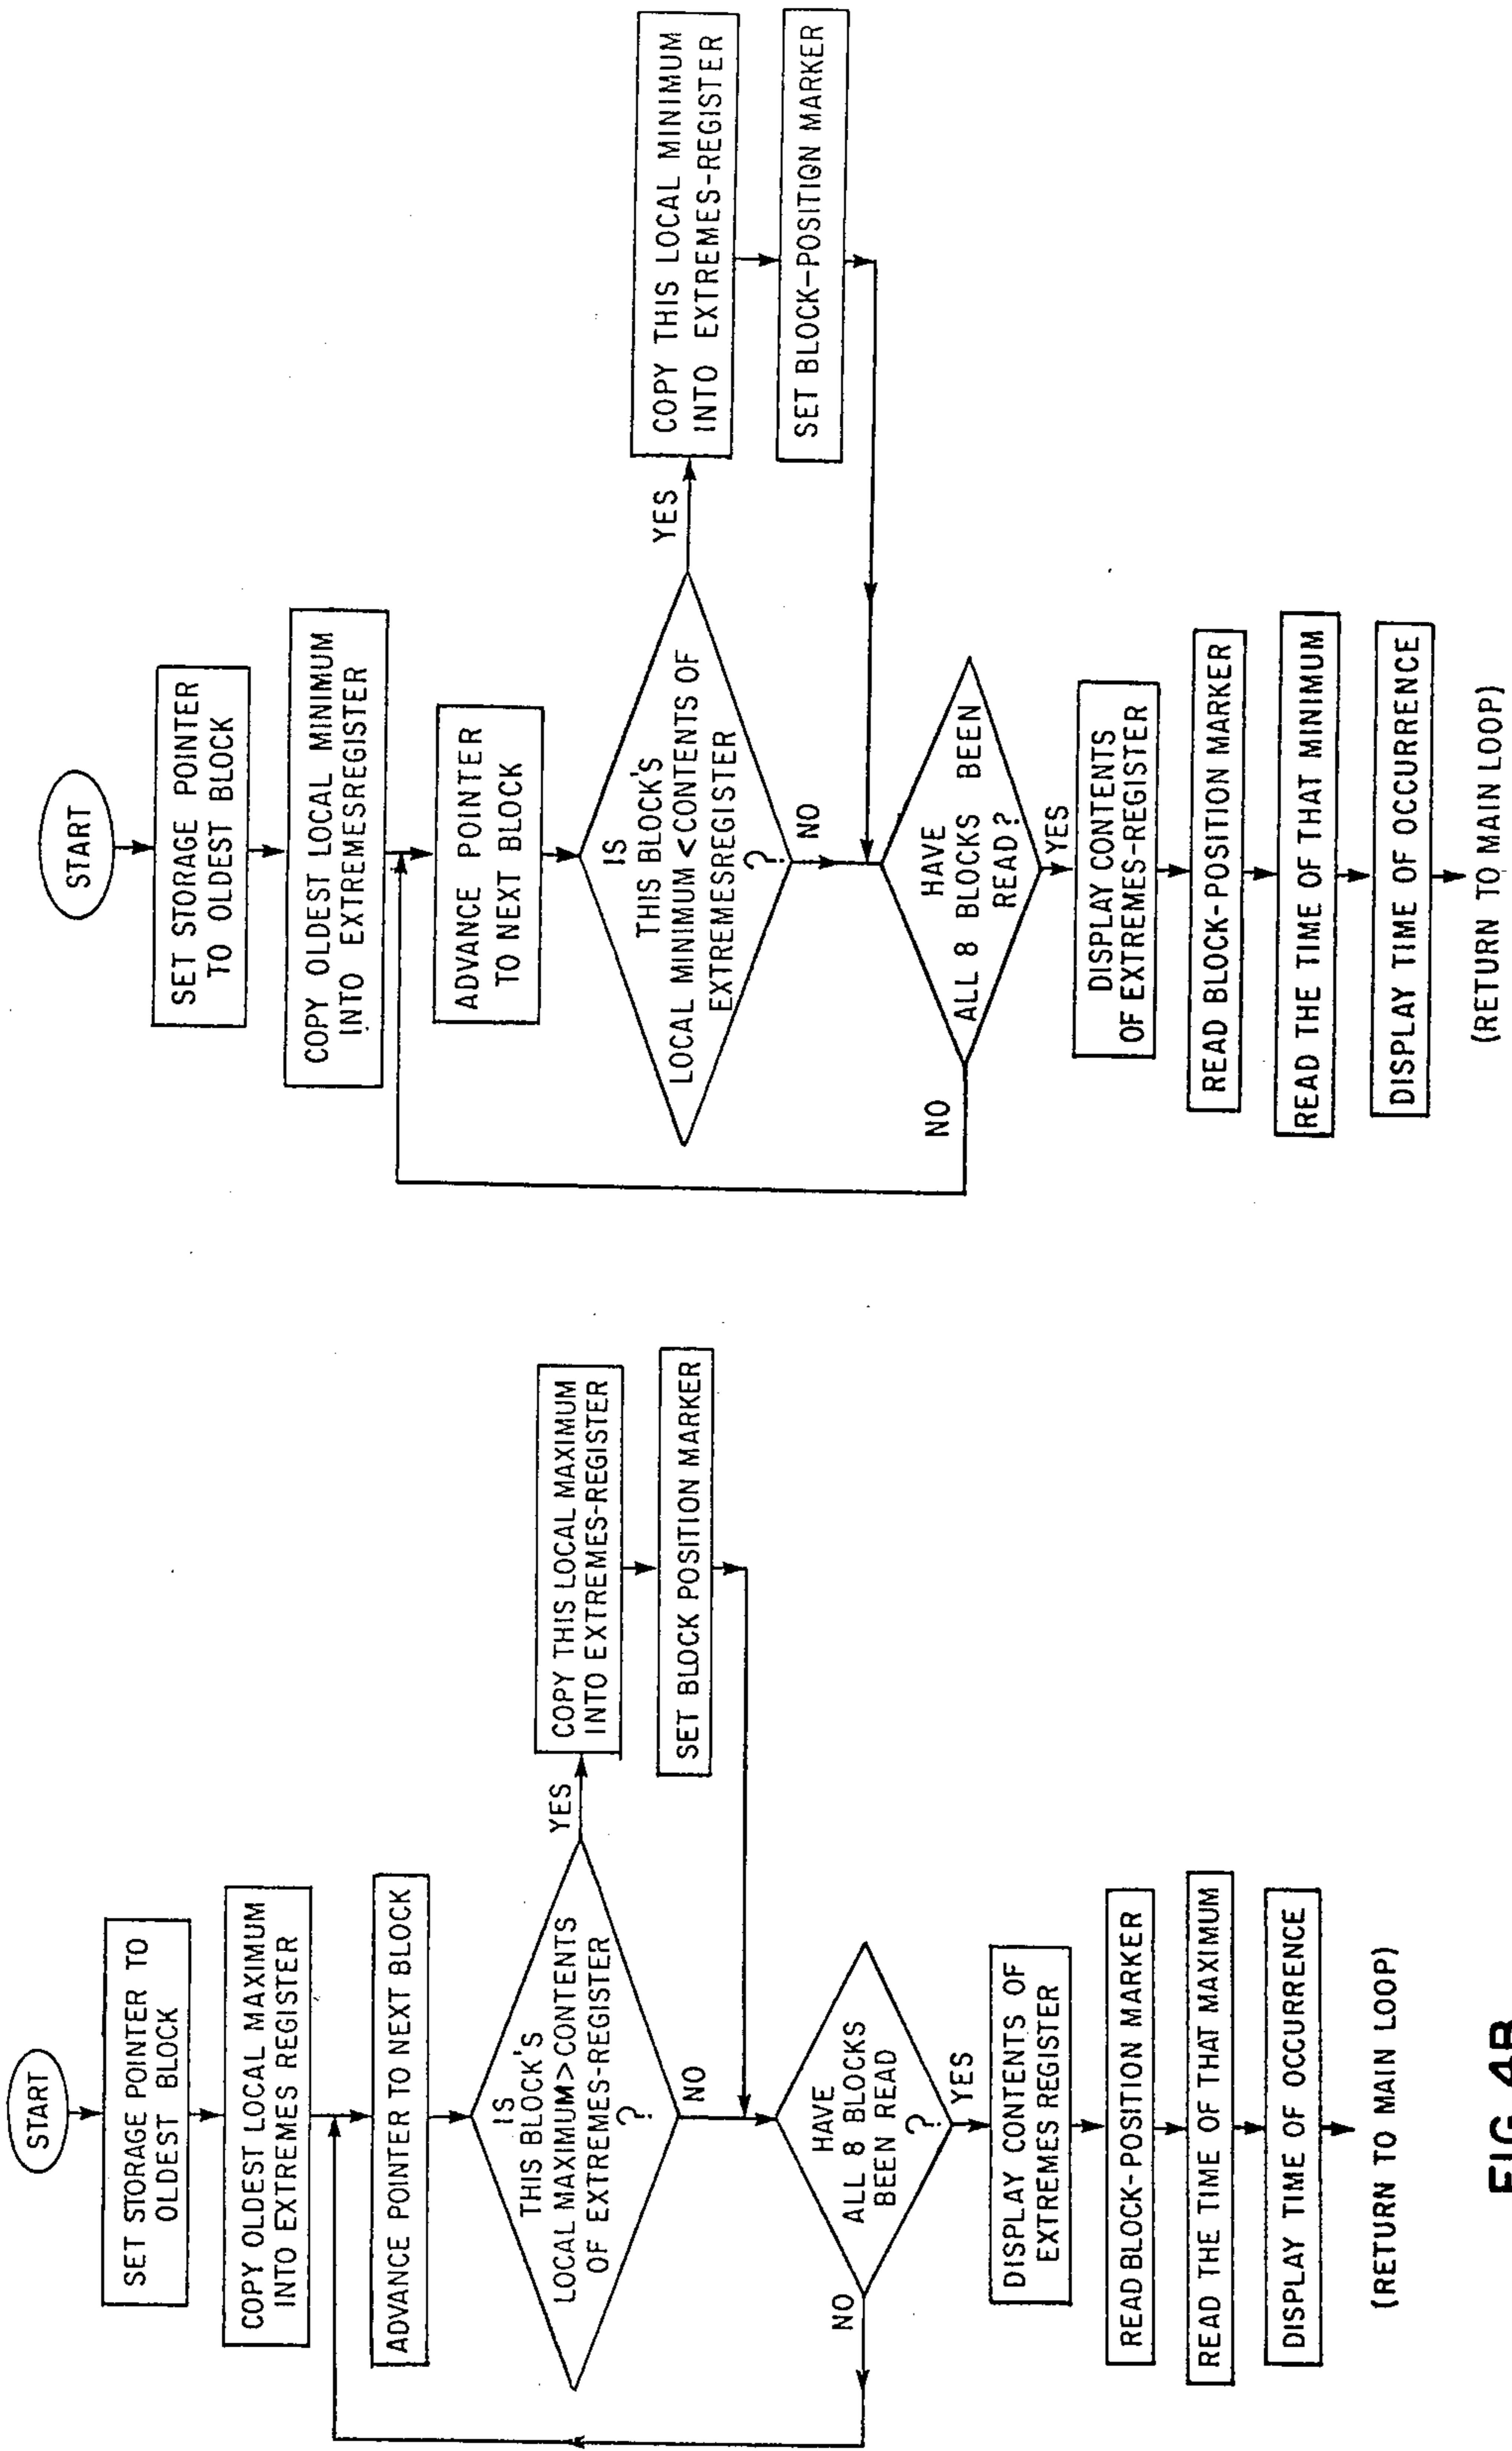 START
SET STORAGE POINTER TO
OLDEST BLOCK
COPY OLDEST LOCAL MAXIMUM
INTO EXTREMES REGISTER
ADVANCE POINTER TO NEXT BLOCK
IS
THIS BLOCK'S
LOCAL MAXIMUM>CONTENTS
OF EXTREMES-REGISTER
?
YES
COPY THIS LOCAL MAXIMUM
INTO EXTREMES-REGISTER
SET BLOCK POSITION MARKER
NO
HAVE
ALL 8 BLOCKS
BEEN READ
?
NO
YES
DISPLAY CONTENTS OF
EXTREMES REGISTER
READ BLOCK-POSITION MARKER
READ THE TIME OF THAT MAXIMUM
DISPLAY TIME OF OCCURRENCE
(RETURN TO MAIN LOOP)
START
SET STORAGE POINTER
TO OLDEST BLOCK
COPY OLDEST LOCAL MINIMUM
INTO EXTREMESREGISTER
ADVANCE POINTER
TO NEXT BLOCK
IS
THIS BLOCK'S
LOCAL MINIMUM<CONTENTS OF
EXTREMESREGISTER
?
YES
COPY THIS LOCAL MINIMUM
INTO EXTREMES-REGISTER
SET BLOCK-POSITION MARKER
NO
HAVE
ALL 8 BLOCKS BEEN
READ?
NO
YES
DISPLAY CONTENTS
OF EXTREMES-REGISTER
READ BLOCK-POSITION MARKER
READ THE TIME OF THAT MINIMUM
DISPLAY TIME OF OCCURRENCE
(RETURN TO MAIN LOOP)
FIG. 4B